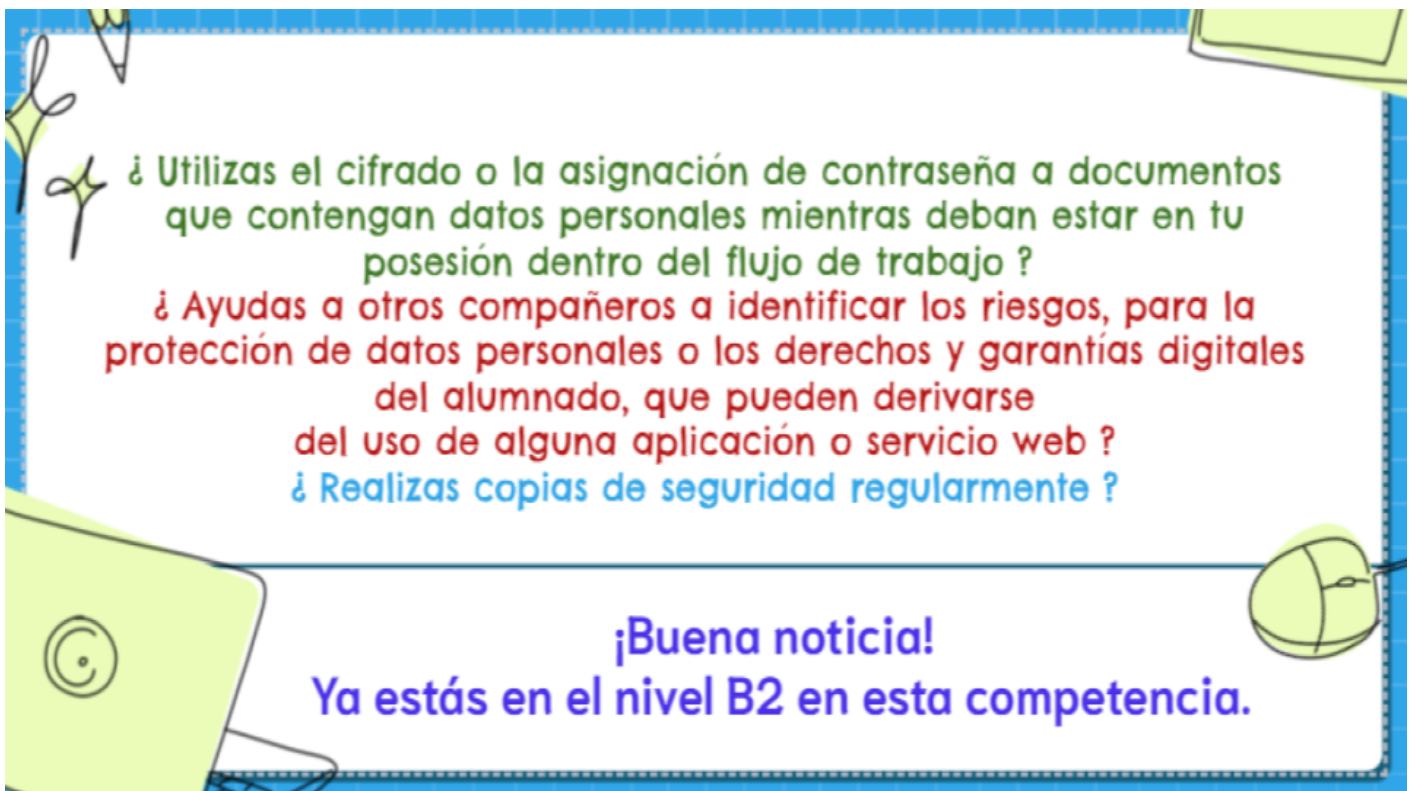 ¿ Utilizas el cifrado o la asignación de contraseña a documentos
que contengan datos personales mientras deban estar en tu
posesión dentro del flujo de trabajo ?
¿ Ayudas a otros compañeros a identificar los riesgos, para la
protección de datos personales o los derechos y garantías digitales
del alumnado, que pueden derivarse
del uso de alguna aplicación o servicio web ?
¿ Realizas copias de seguridad regularmente ?
¡Buena noticia!
Ya estás en el nivel B2 en esta competencia.